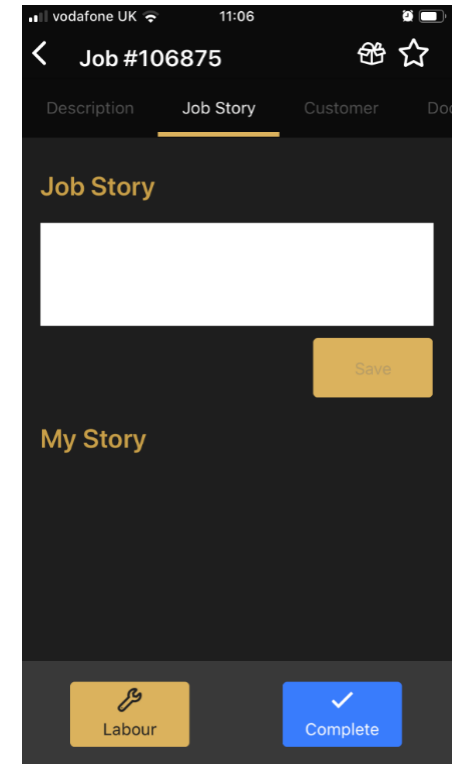 vodafone UK 11:06
Job #106875
Description Job Story Customer Doc
Job Story
Save
My Story
Labour Complete